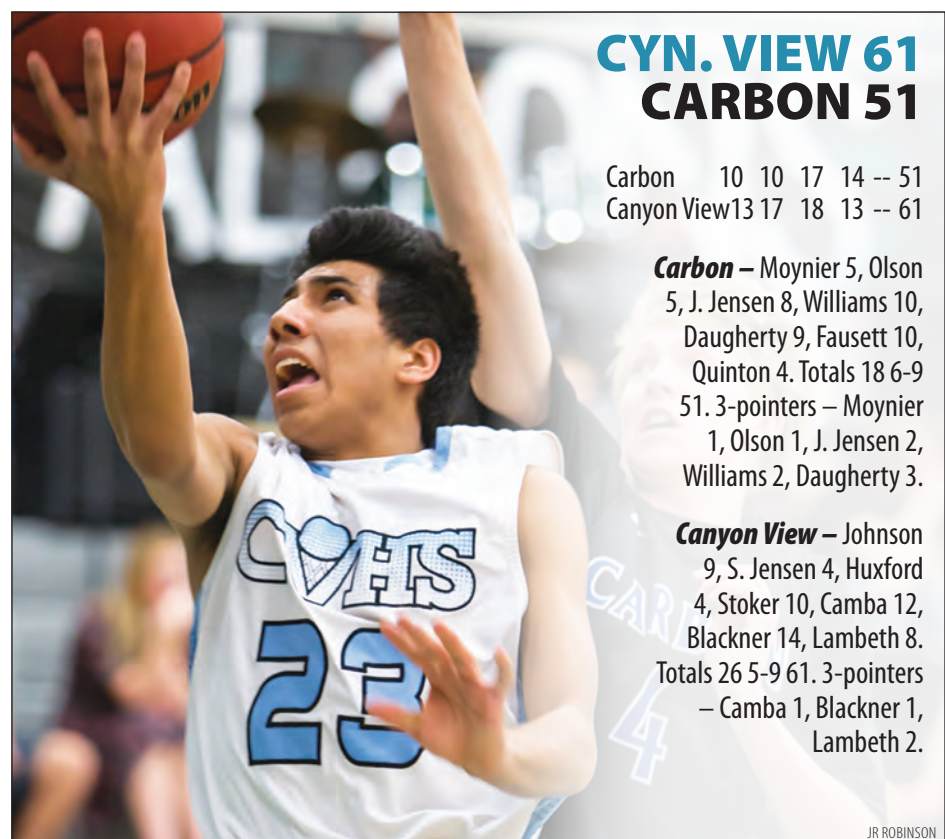 CYN. VIEW 61
CARBON 51
Carbon 10 10 17 14 -- 51
Canyon View13 17 18 13 -- 61
Carbon – Moynier 5, Olson
5, J. Jensen 8, Williams 10,
Daugherty 9, Fausett 10,
Quinton 4. Totals 18 6-9
51. 3-pointers – Moynier
1, Olson 1, J. Jensen 2,
Williams 2, Daugherty 3.
Canyon View – Johnson
9, S. Jensen 4, Huxford
4, Stoker 10, Camba 12,
Blackner 14, Lambeth 8.
Totals 26 5-9 61. 3-pointers
– Camba 1, Blackner 1,
Lambeth 2.
CVHS
23
4
JR ROBINSON